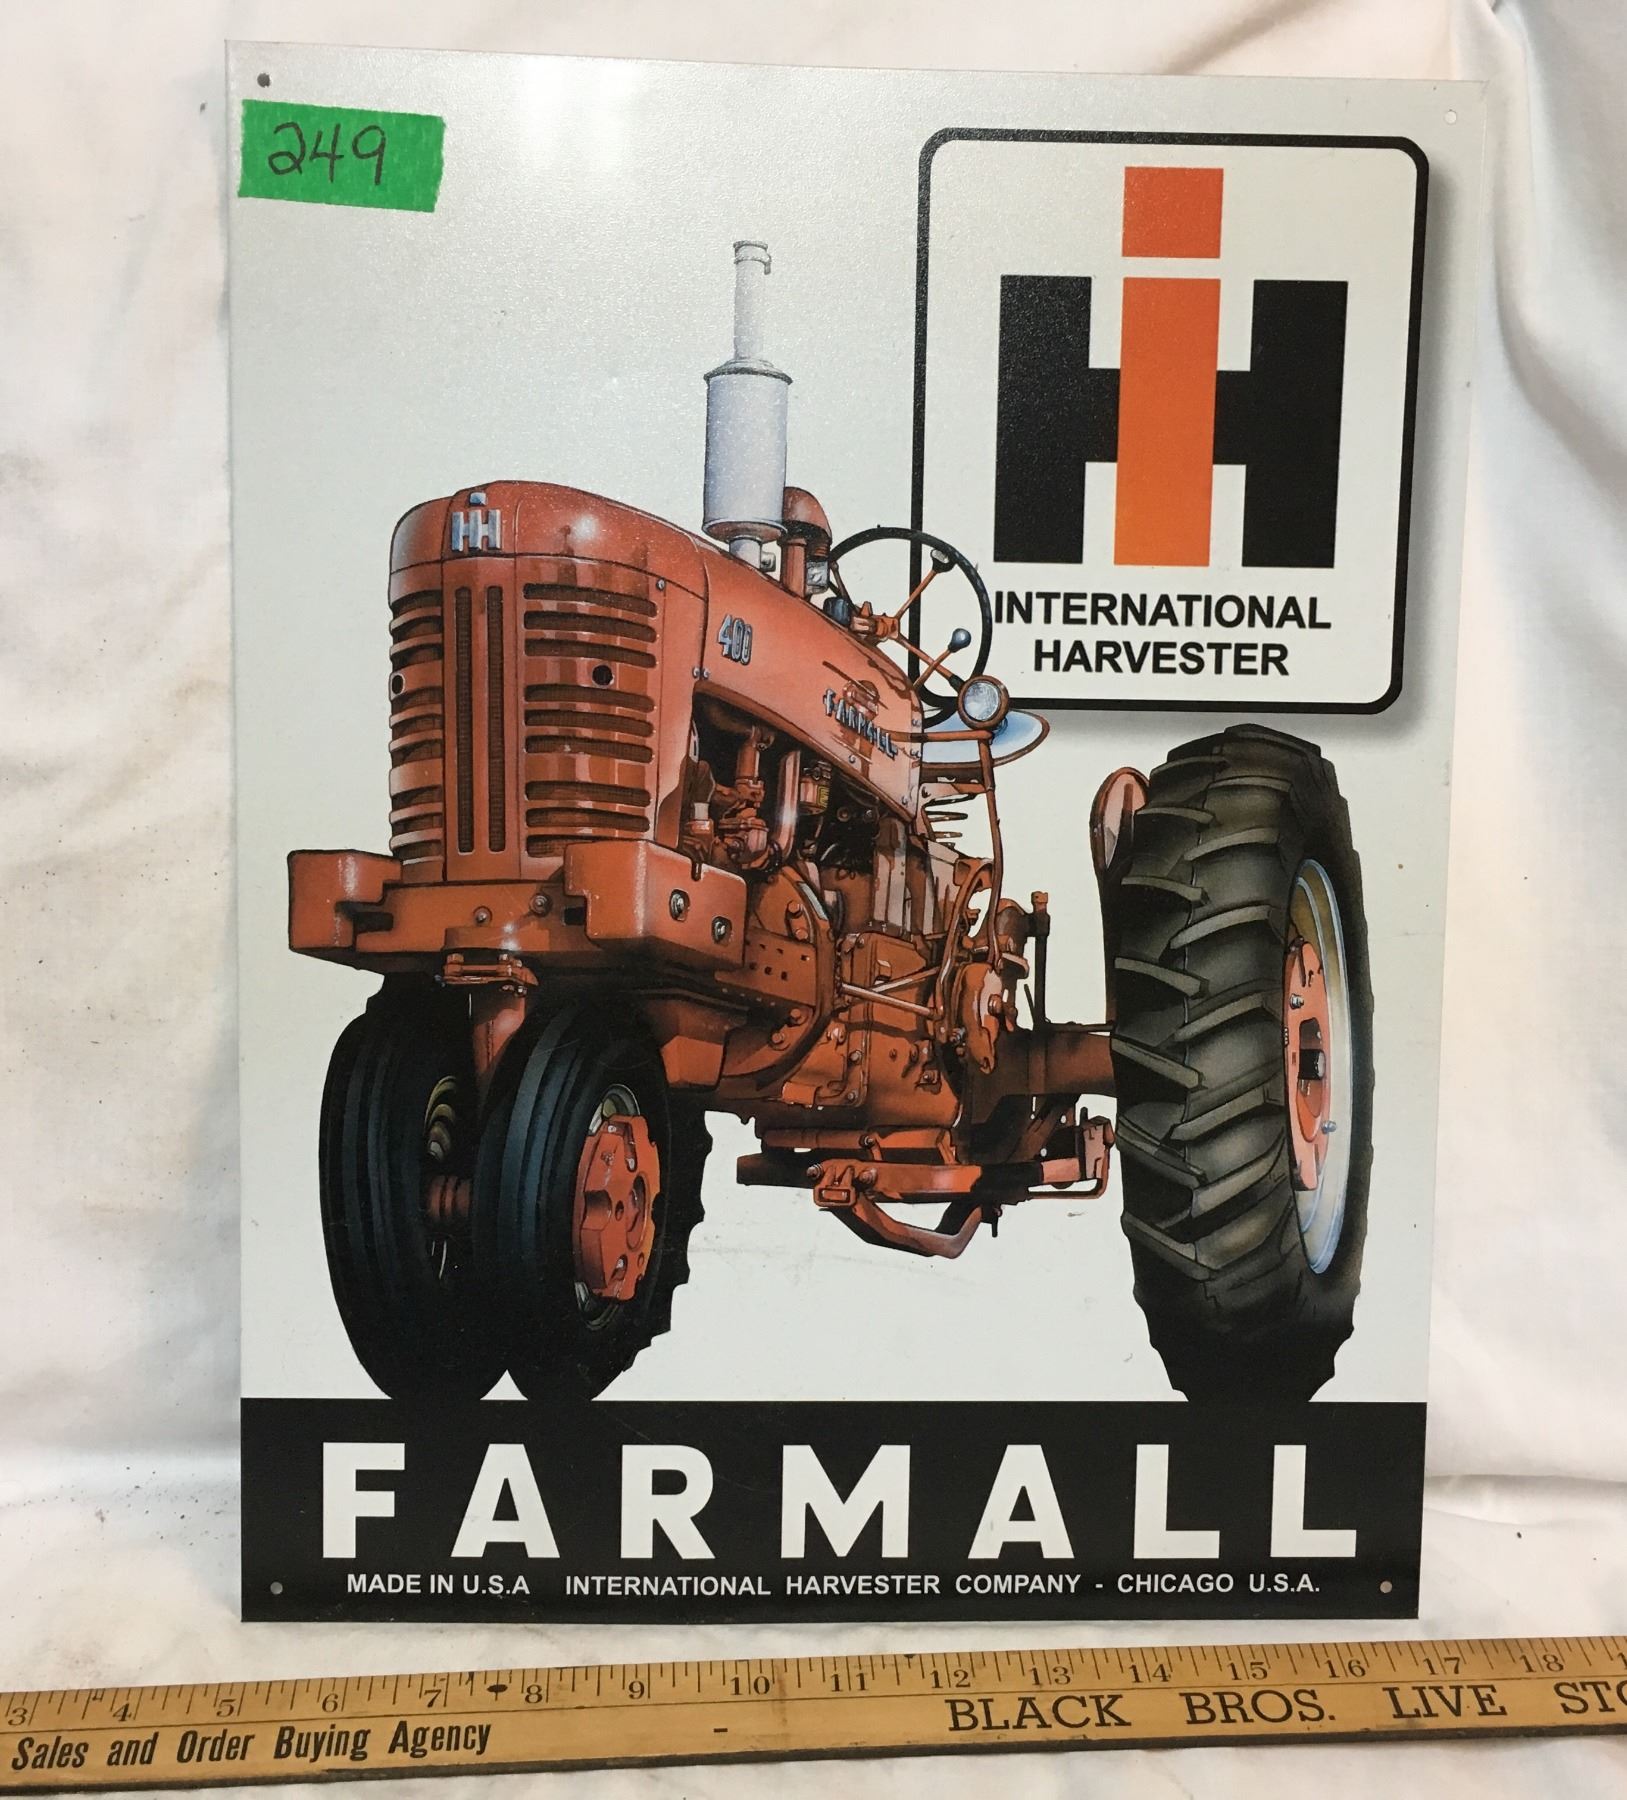 249
IH
INTERNATIONAL
HARVESTER
IH
400
FARMALL
FARMALL
MADE IN U.S.A INTERNATIONAL HARVESTER COMPANY - CHICAGO U.S.A.
3 4 5 6 7 8 9 10 11 12 13 14 15 16 17 18
Sales and Order Buying Agency - BLACK BROS. LIVE STO